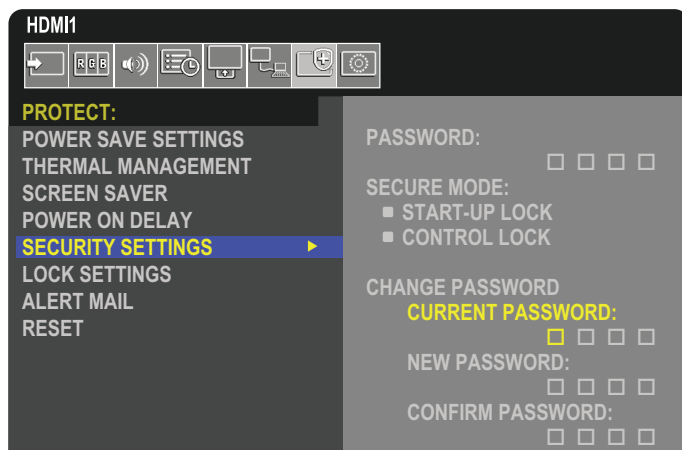 HDMI1
R G B
PROTECT:
POWER SAVE SETTINGS
THERMAL MANAGEMENT
SCREEN SAVER
POWER ON DELAY
SECURITY SETTINGS
LOCK SETTINGS
ALERT MAIL
RESET
PASSWORD:
SECURE MODE:
START-UP LOCK
CONTROL LOCK
CHANGE PASSWORD
CURRENT PASSWORD:
NEW PASSWORD:
CONFIRM PASSWORD: